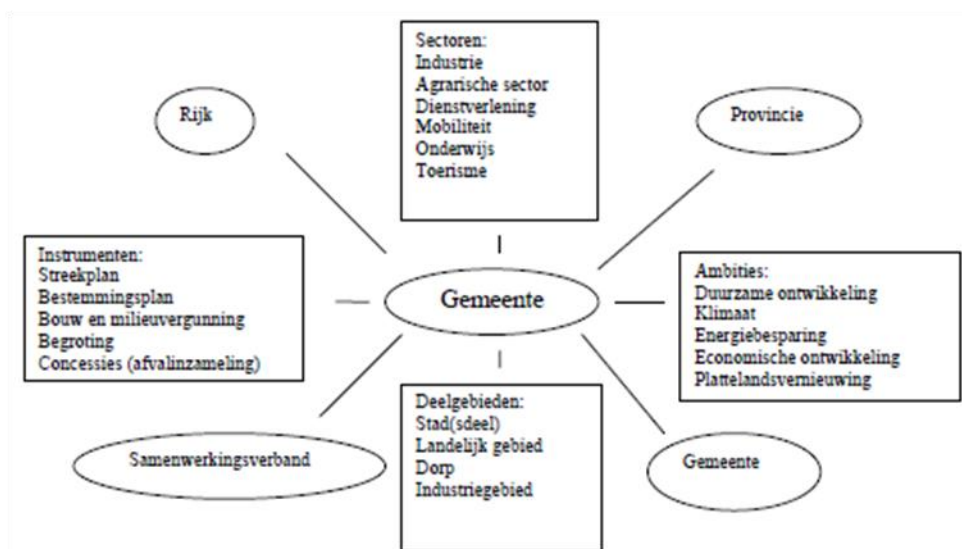 Sectoren:
Industrie
Agrarische sector
Dienstverlening
Mobiliteit
Onderwijs
Toerisme
Rijk
Provincie
Instrumenten:
Streekplan
Bestemmingsplan
Bouw en milieuvergunning
Begroting
Concessies (afvalinzameling)
Gemeente
Ambities:
Duurzame ontwikkeling
Klimaat
Energiebesparing
Economische ontwikkeling
Plattelandsvernieuwing
Samenwerkingsverband
Deelgebieden:
Stad(sdeel)
Landelijk gebied
Dorp
Industriegebied
Gemeente